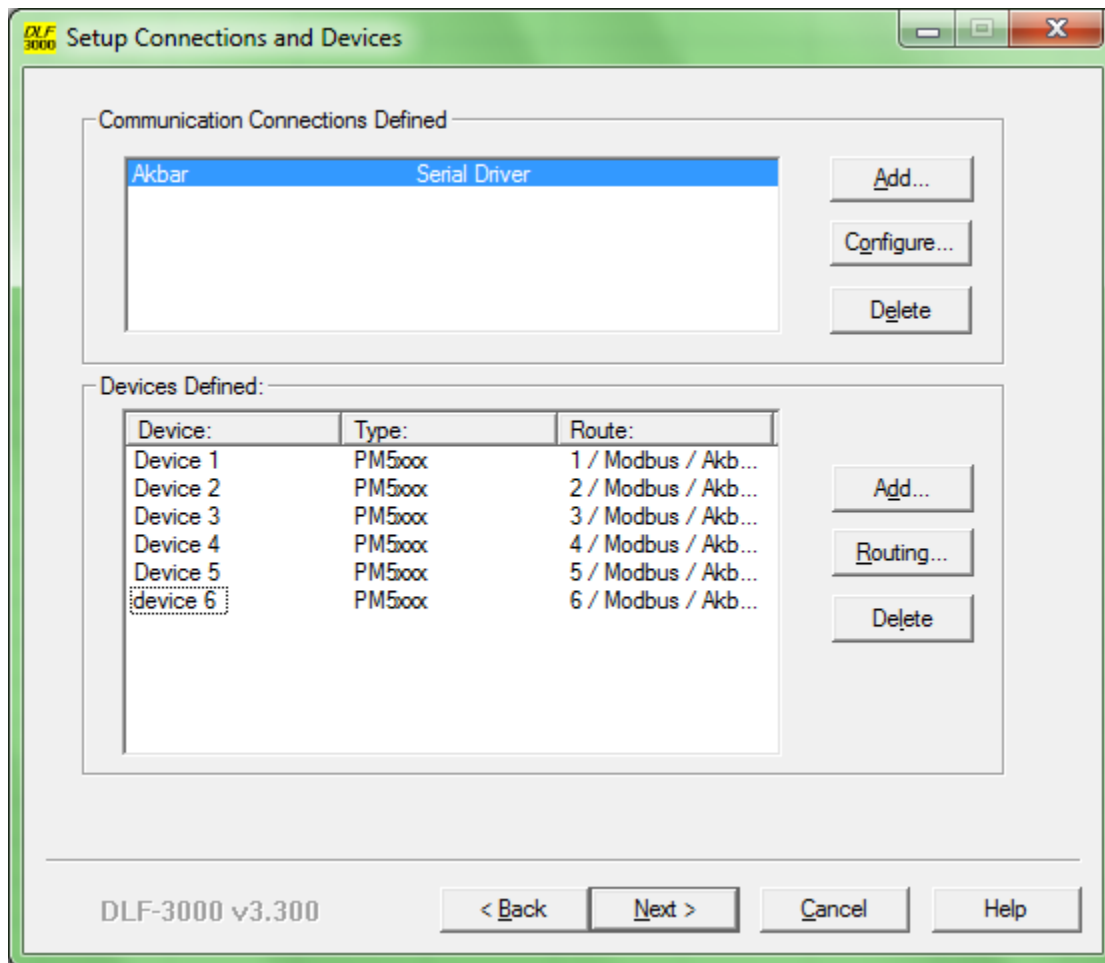 DLF 3000 Setup Connections and Devices
Communication Connections Defined
Akbar Serial Driver
Add...
Configure...
Delete
Devices Defined:
Device: Type: Route:
Device 1 PM5xxx 1 / Modbus / Akb...
Device 2 PM5xxx 2 / Modbus / Akb...
Device 3 PM5xxx 3 / Modbus / Akb...
Device 4 PM5xxx 4 / Modbus / Akb...
Device 5 PM5xxx 5 / Modbus / Akb...
device 6 PM5xxx 6 / Modbus / Akb...
Add...
Routing...
Delete
DLF-3000 v3.300
< Back Next > Cancel Help